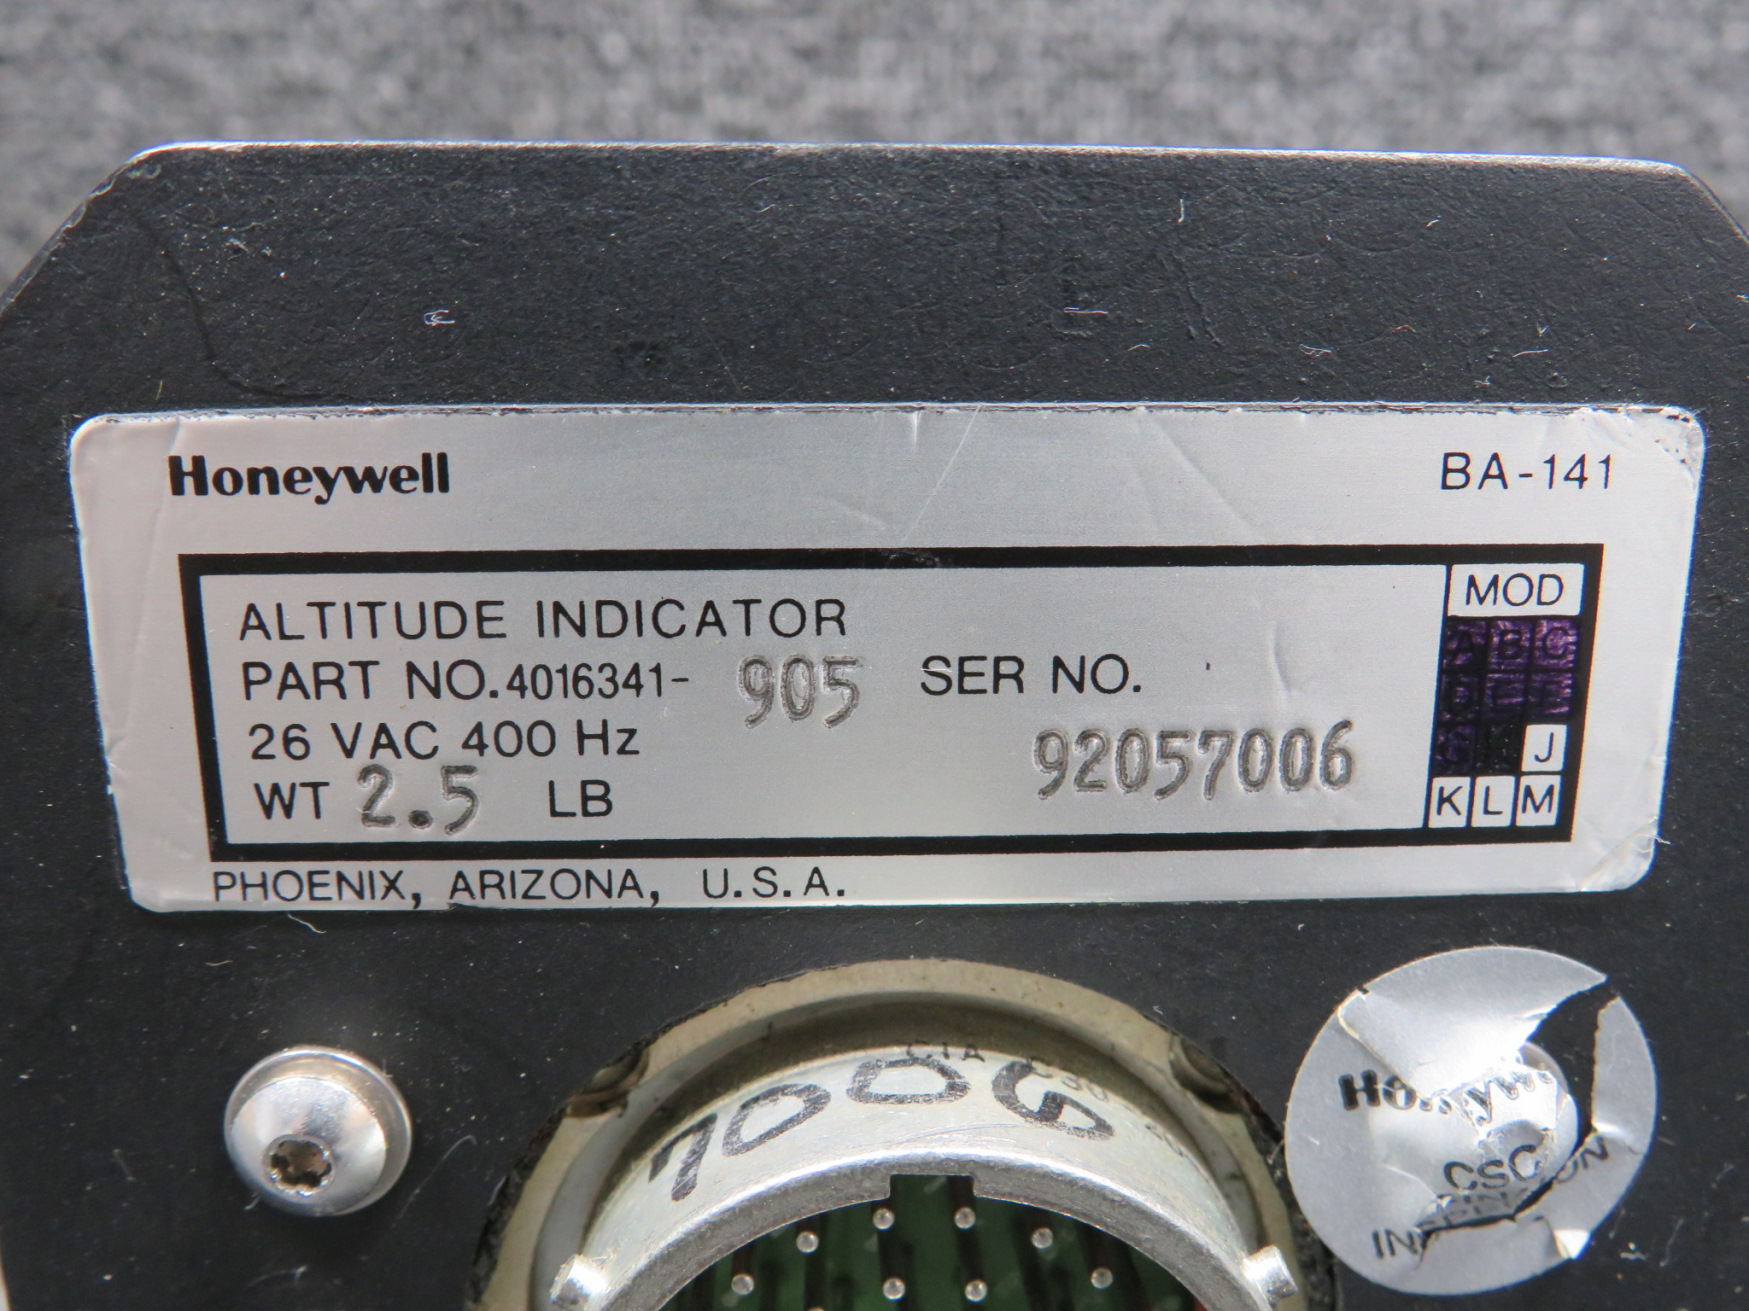 Honeywell
BA-141
ALTITUDE INDICATOR
PART NO.4016341- 905 SER NO.
26 VAC 400 Hz
92057006
WT 2.5 LB
MOD
A B C
J
K L M
PHOENIX, ARIZONA, U.S.A.
7006
CSC